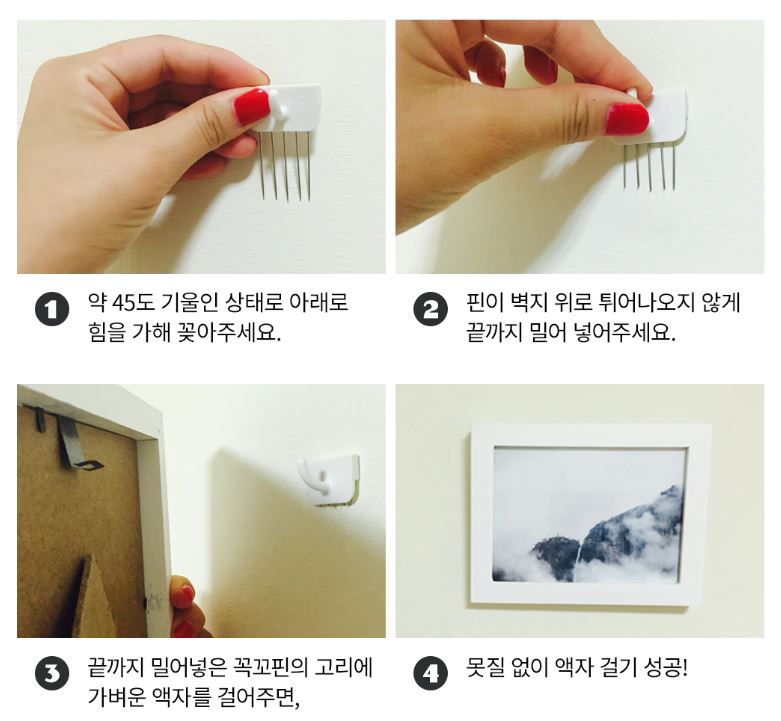 1 약 45도 기울인 상태로 아래로
힘을 가해 꽂아주세요.
2 핀이 벽지 위로 튀어나오지 않게
끝까지 밀어 넣어주세요.
3 끝까지 밀어넣은 꼭꼬핀의 고리에
가벼운 액자를 걸어주면,
4 못질 없이 액자 걸기 성공!